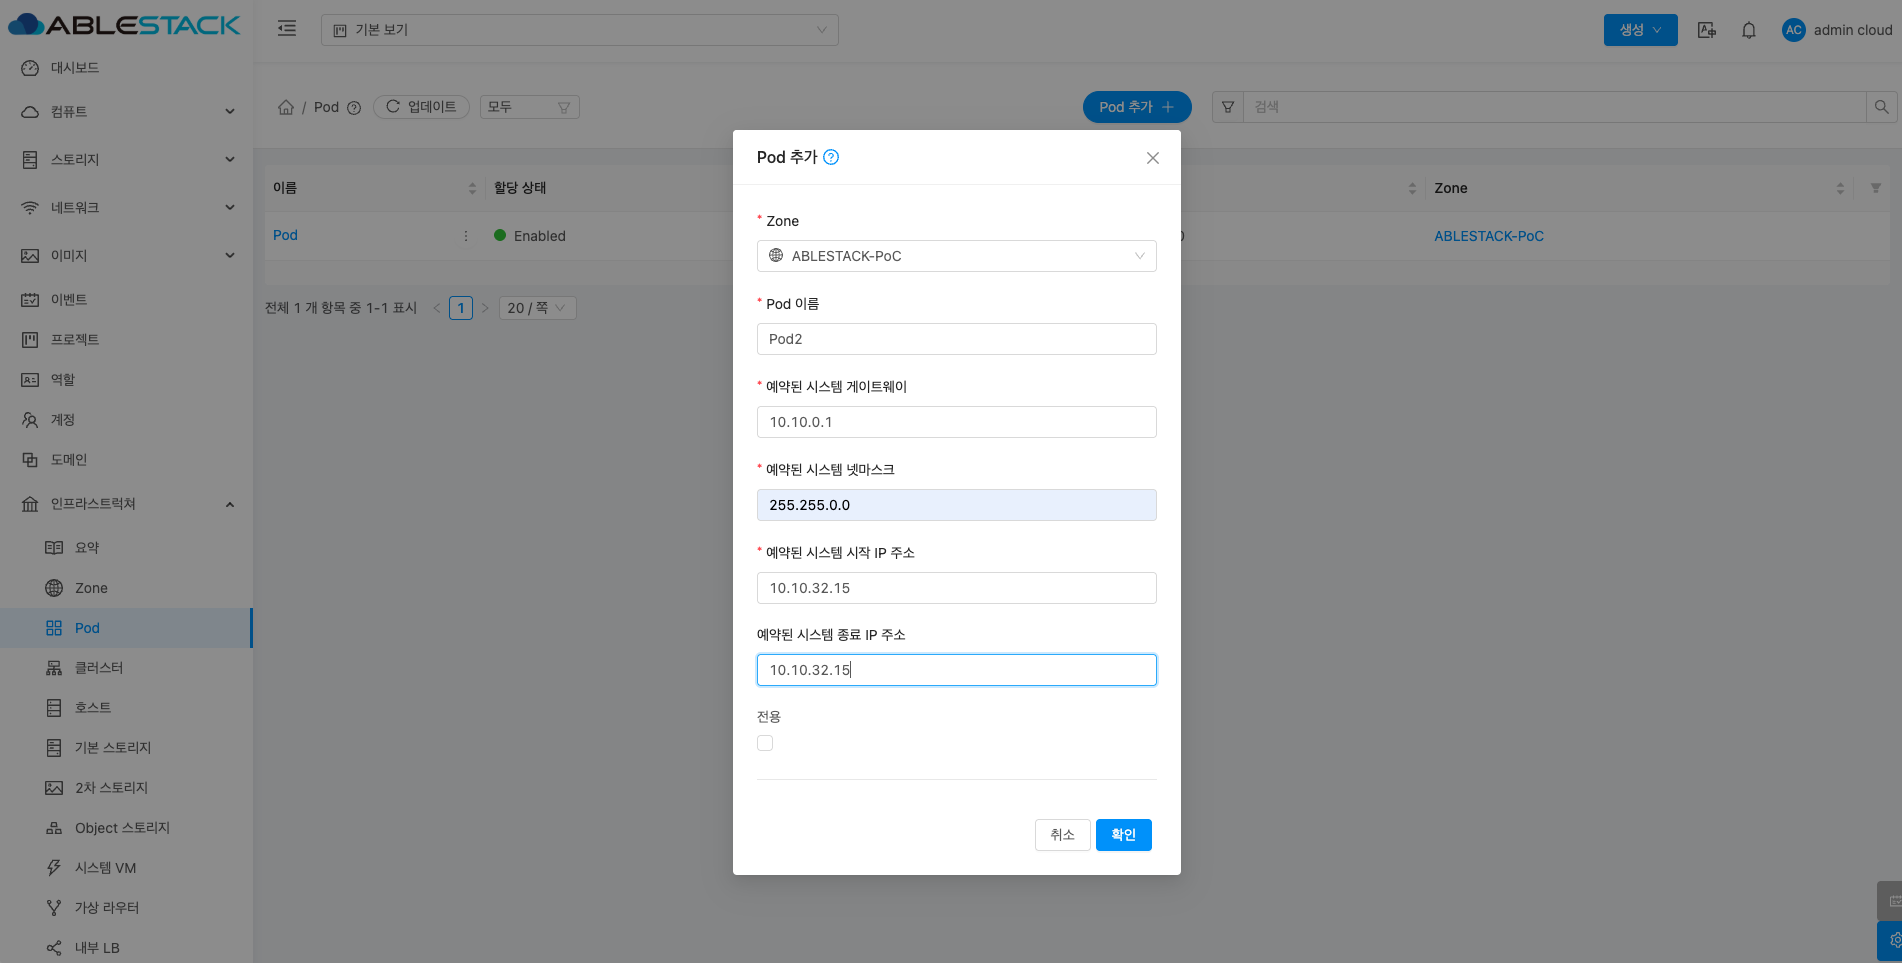 ABLESTACK
기본 보기
생성
AC admin cloud
대시보드
컴퓨트
스토리지
네트워크
이미지
이벤트
프로젝트
역할
계정
도메인
인프라스트럭쳐
요약
Zone
Pod
클러스터
호스트
기본 스토리지
2차 스토리지
Object 스토리지
시스템 VM
가상 라우터
내부 LB
/ Pod 업데이트 모두
Pod 추가
검색
이름 할당 상태 Zone
Pod Enabled 0 ABLESTACK-PoC
전체 1 개 항목 중 1-1 표시 < 1 > 20 / 쪽
Pod 추가
* Zone
ABLESTACK-PoC
* Pod 이름
Pod2
* 예약된 시스템 게이트웨이
10.10.0.1
* 예약된 시스템 넷마스크
255.255.0.0
* 예약된 시스템 시작 IP 주소
10.10.32.15
예약된 시스템 종료 IP 주소
10.10.32.15
전용
취소 확인